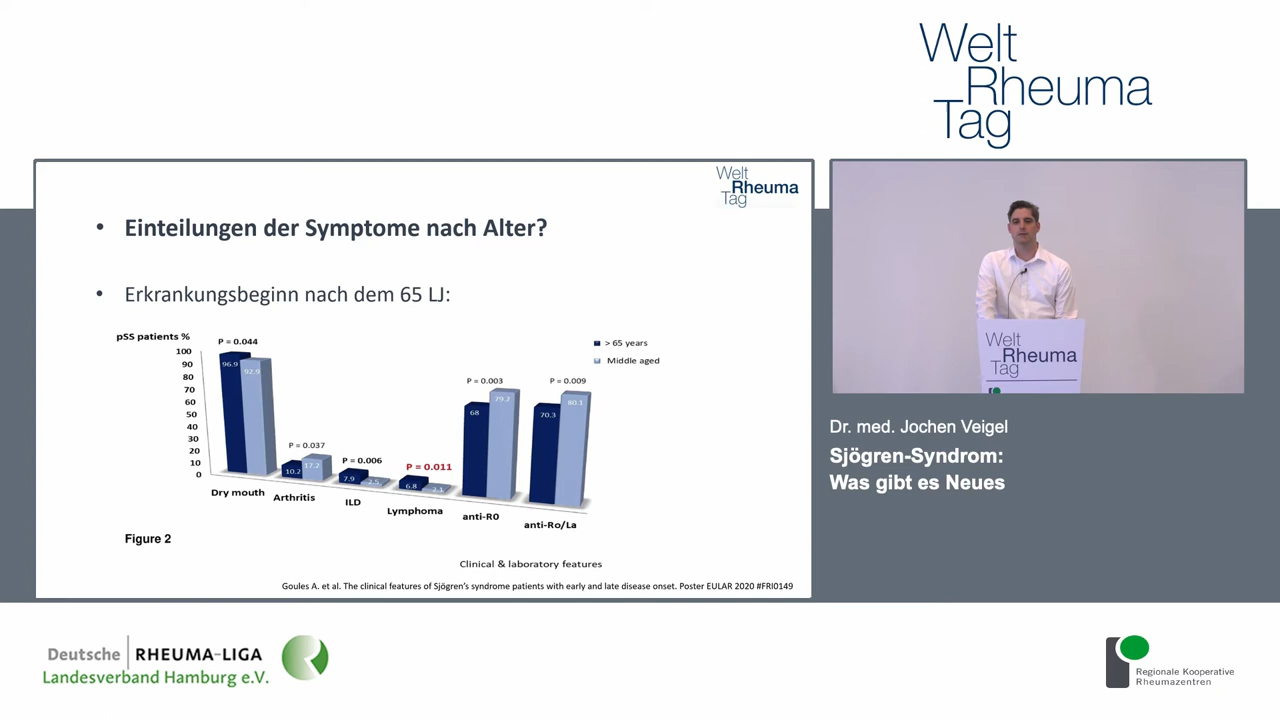 Welt
Rheuma
Tag
Welt
Rheuma
Tag
• Einteilungen der Symptome nach Alter?
• Erkrankungsbeginn nach dem 65 LJ:
pSS patients %
100
90
80
70
60
50
40
30
20
10
0
P = 0.044
96.9
92.9
Dry mouth
P = 0.037
10.2
17.2
Arthritis
P = 0.006
7.9
2.5
ILD
P = 0.011
6.8
2.1
Lymphoma
P = 0.003
68
79.2
anti-R0
P = 0.009
70.3
80.1
anti-Ro/La
> 65 years
Middle aged
Figure 2
Clinical & laboratory features
Goules A. et al. The clinical features of Sjögren's syndrome patients with early and late disease onset. Poster EULAR 2020 #FRI0149
Welt
Rheuma
Tag
Dr. med. Jochen Veigel
Sjögren-Syndrom:
Was gibt es Neues
Deutsche RHEUMA-LIGA
Landesverband Hamburg e.V.
Regionale Kooperative
Rheumazentren